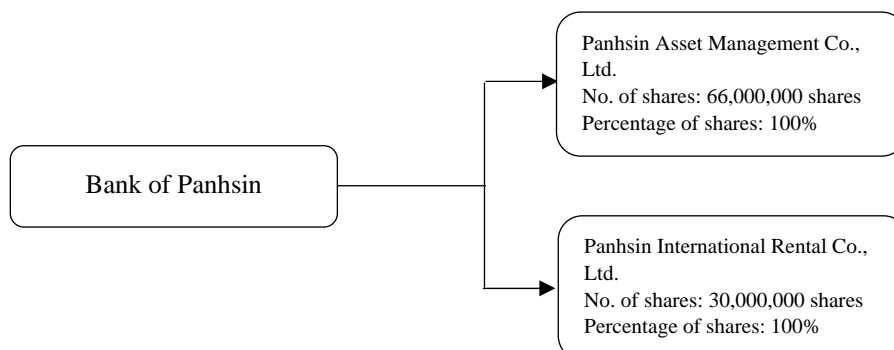 Panhsin Asset Management Co.,
Ltd.
No. of shares: 66,000,000 shares
Percentage of shares: 100%
Bank of Panhsin
Panhsin International Rental Co.,
Ltd.
No. of shares: 30,000,000 shares
Percentage of shares: 100%